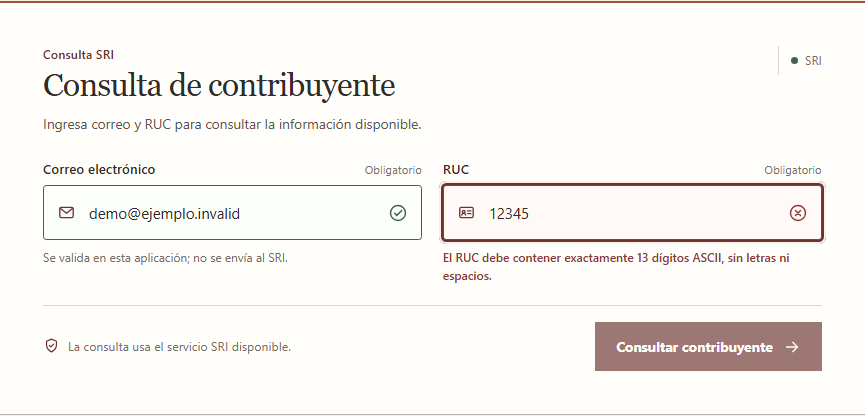 Consulta SRI
Consulta de contribuyente
SRI
Ingresa correo y RUC para consultar la información disponible.
Correo electrónico
Obligatorio
demo@ejemplo.invalid
Se valida en esta aplicación; no se envía al SRI.
RUC
Obligatorio
12345
El RUC debe contener exactamente 13 dígitos ASCII, sin letras ni
espacios.
La consulta usa el servicio SRI disponible.
Consultar contribuyente